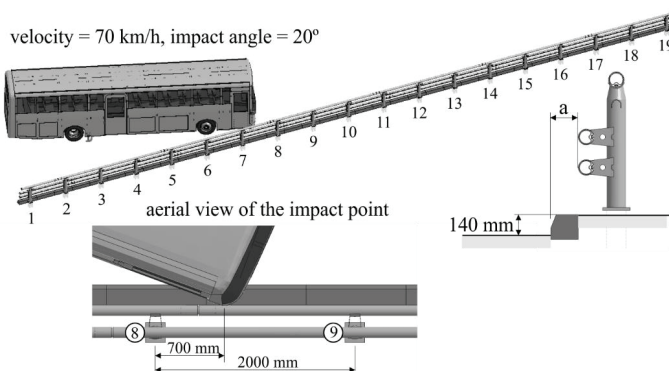 velocity = 70 km/h, impact angle = 20º
1 2 3 4 5 6 7 8 9 10 11 12 13 14 15 16 17 18 19
a
aerial view of the impact point
140 mm
8 9
700 mm
2000 mm